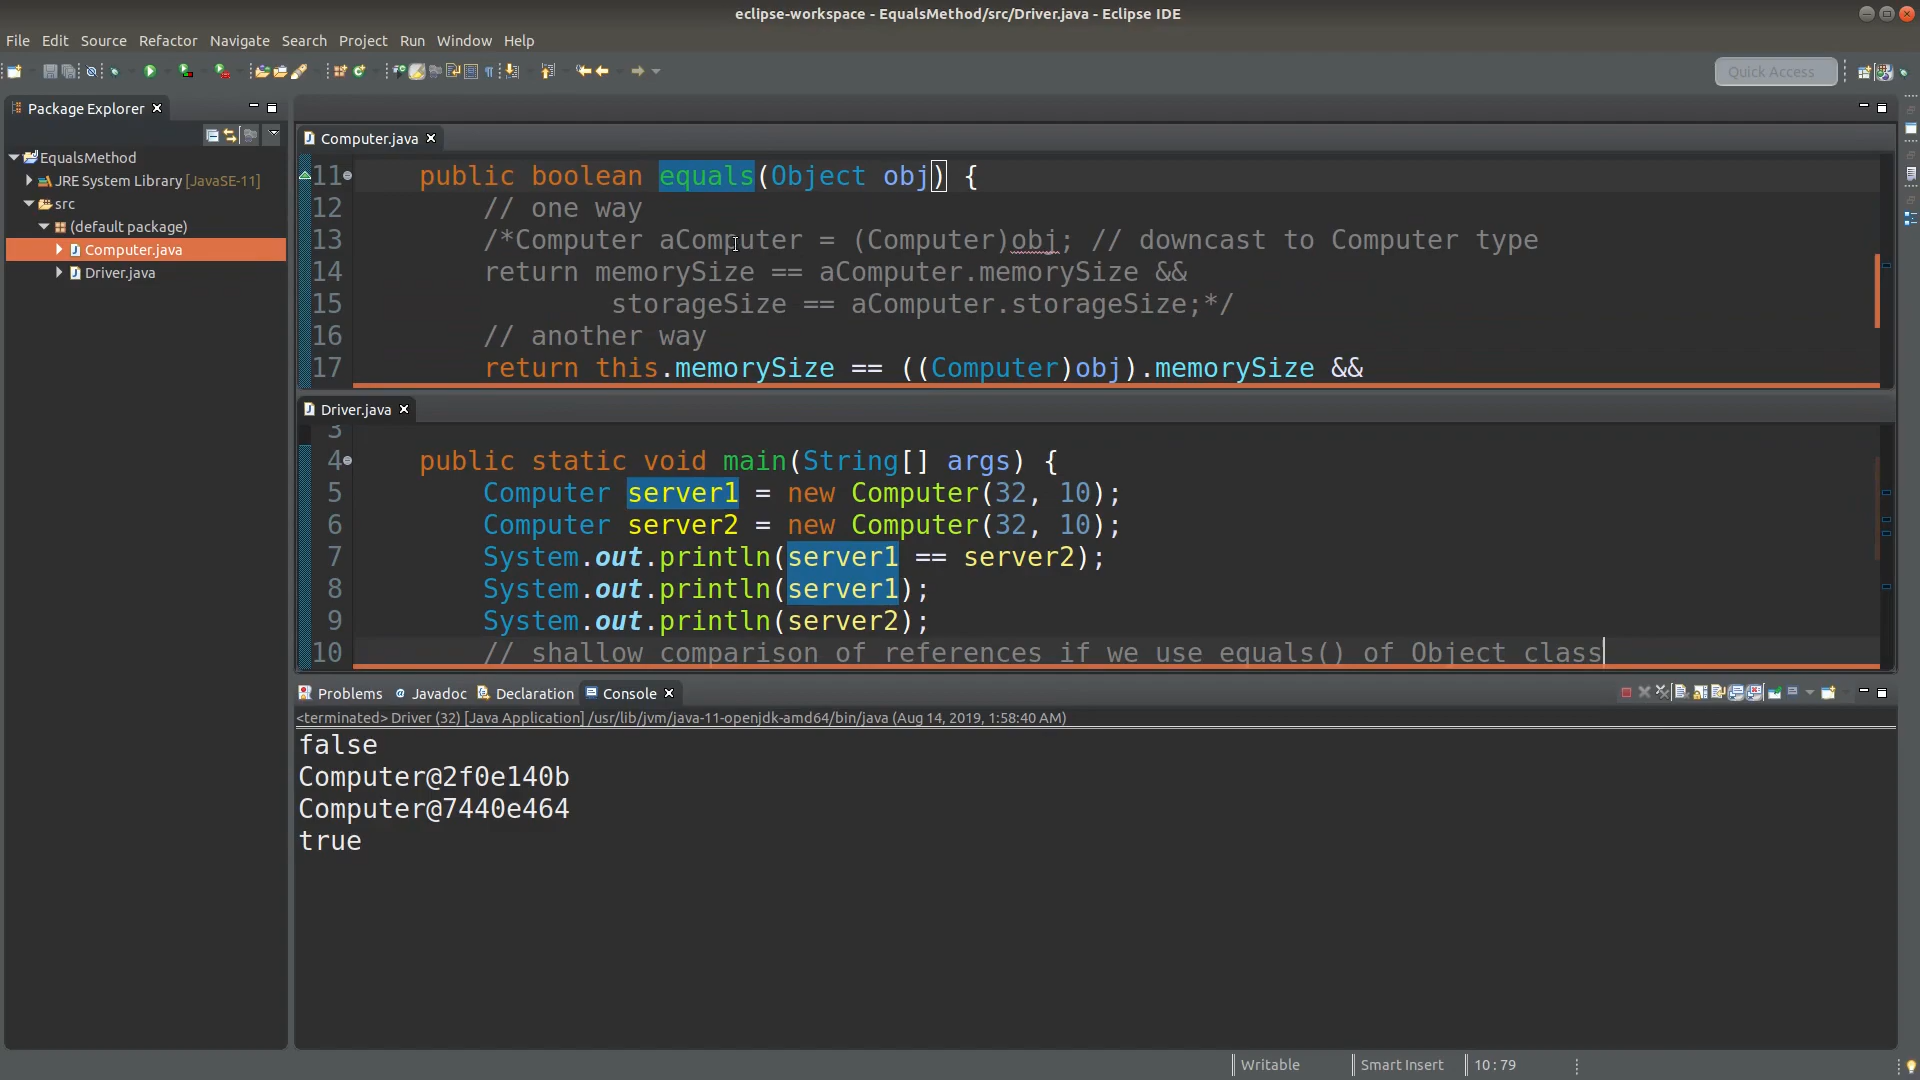 eclipse-workspace - EqualsMethod/src/Driver.java - Eclipse IDE
File Edit Source Refactor Navigate Search Project Run Window Help
Quick Access
Package Explorer
EqualsMethod
JRE System Library [JavaSE-11]
src
(default package)
Computer.java
Driver.java
Computer.java
11 public boolean equals(Object obj) {
12 // one way
13 /*Computer aComputer = (Computer)obj; // downcast to Computer type
14 return memorySize == aComputer.memorySize &&
15 storageSize == aComputer.storageSize;*/
16 // another way
17 return this.memorySize == ((Computer)obj).memorySize &&
Driver.java
3
4 public static void main(String[] args) {
5 Computer server1 = new Computer(32, 10);
6 Computer server2 = new Computer(32, 10);
7 System.out.println(server1 == server2);
8 System.out.println(server1);
9 System.out.println(server2);
10 // shallow comparison of references if we use equals() of Object class
Problems Javadoc Declaration Console
<terminated> Driver (32) [Java Application] /usr/lib/jvm/java-11-openjdk-amd64/bin/java (Aug 14, 2019, 1:58:40 AM)
false
Computer@2f0e140b
Computer@7440e464
true
Writable Smart Insert 10 : 79